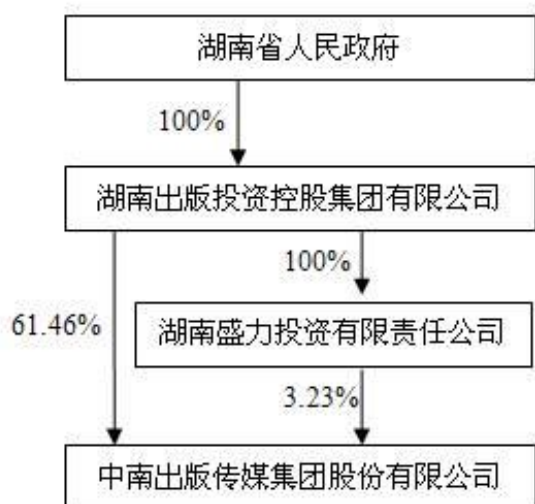 湖南省人民政府
100%
湖南出版投资控股集团有限公司
100%
61.46%
湖南盛力投资有限责任公司
3.23%
中南出版传媒集团股份有限公司